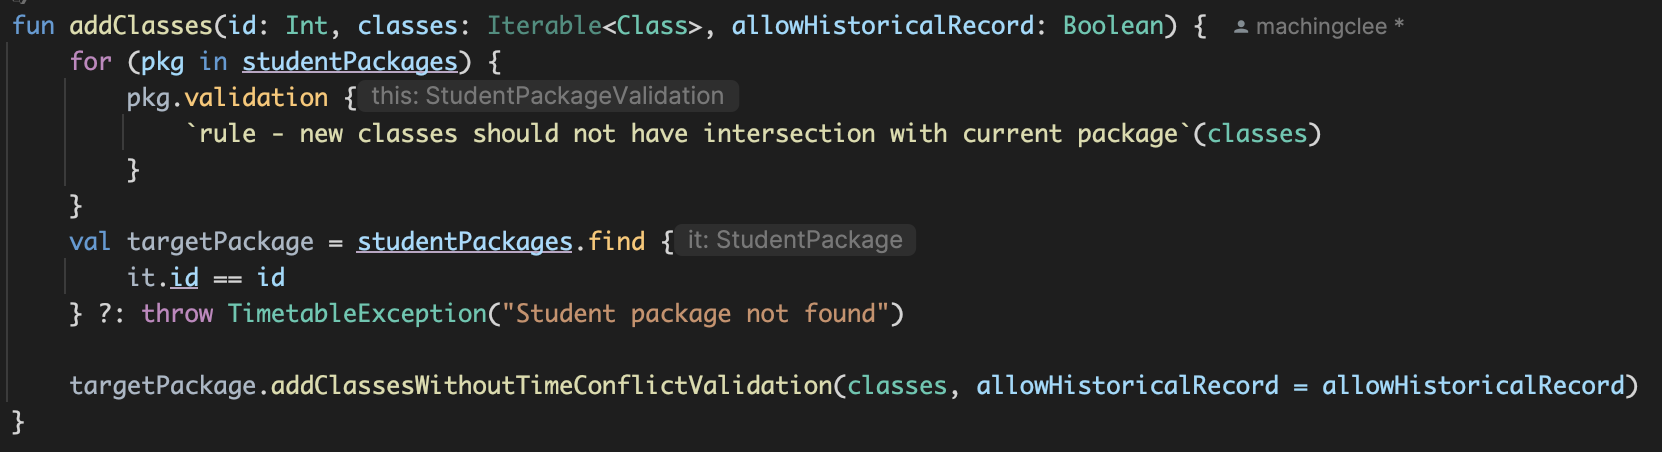 fun addClasses(id: Int, classes: Iterable<Class>, allowHistoricalRecord: Boolean) { machingclee *
for (pkg in studentPackages) {
pkg.validation { this: StudentPackageValidation
`rule - new classes should not have intersection with current package`(classes)
}
}
val targetPackage = studentPackages.find { it: StudentPackage
it.id == id
} ?: throw TimetableException("Student package not found")
targetPackage.addClassesWithoutTimeConflictValidation(classes, allowHistoricalRecord = allowHistoricalRecord)
}